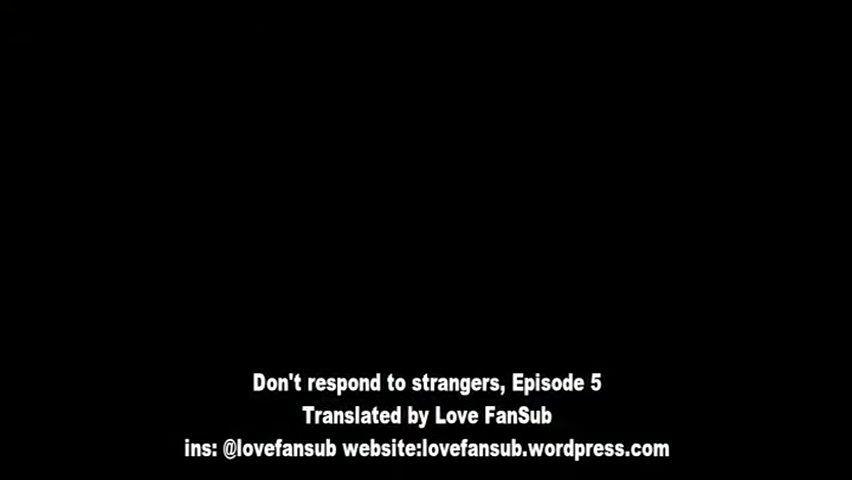 Don't respond to strangers, Episode 5
Translated by Love FanSub
ins: @lovefansub website:lovefansub.wordpress.com